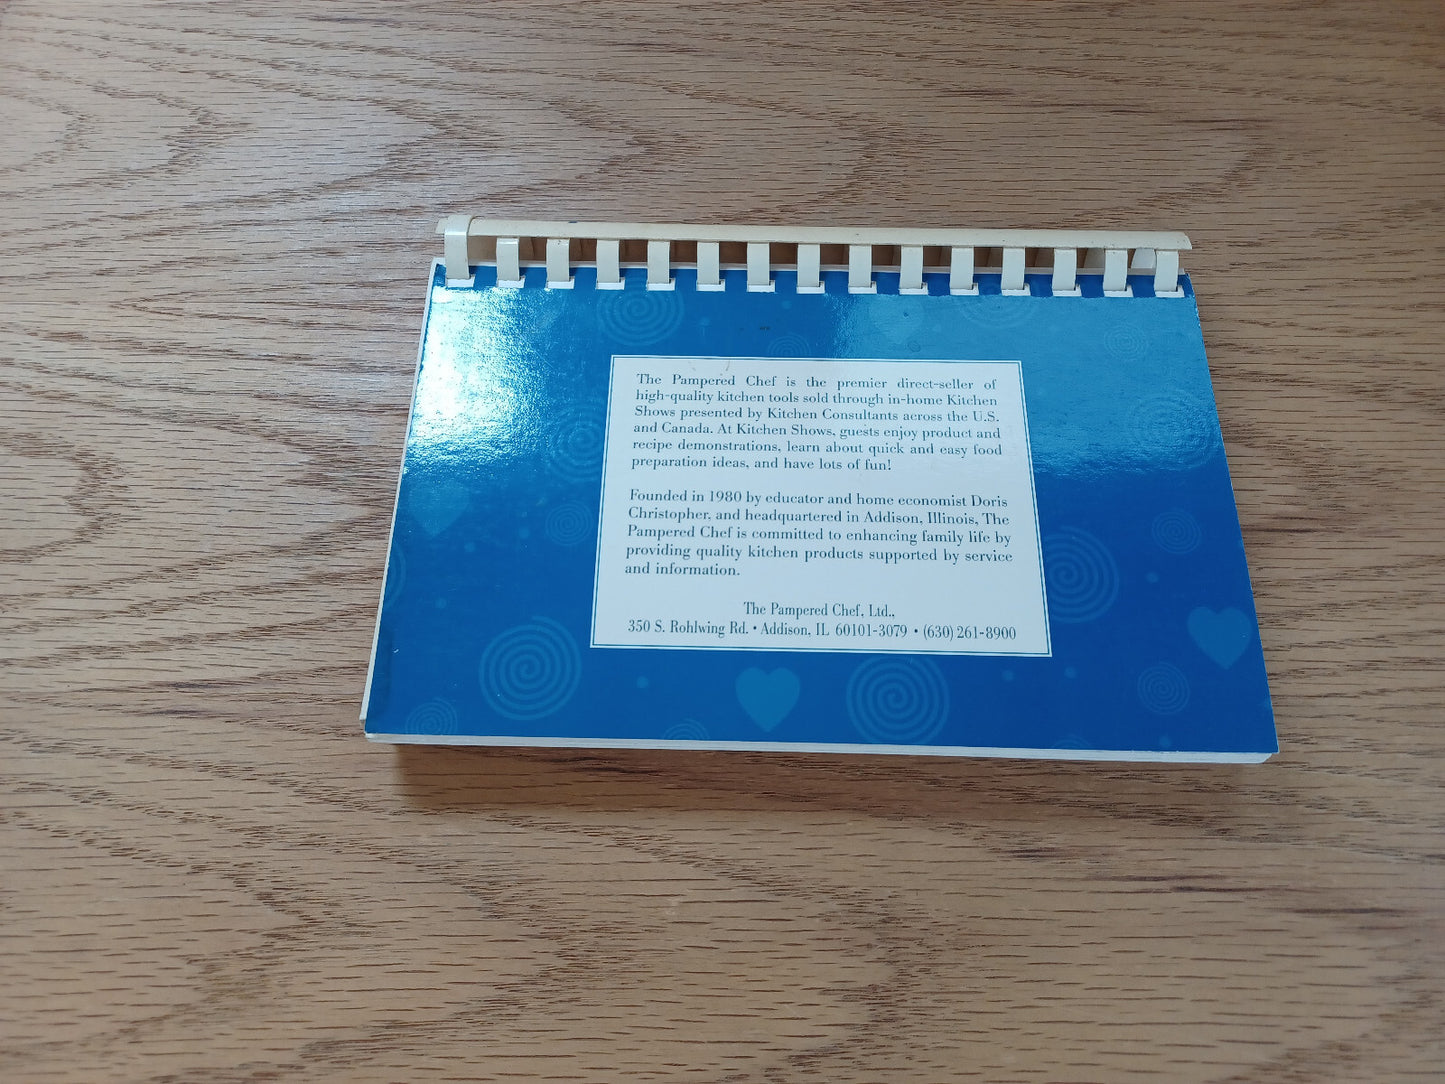 The Pampered Chef is the premier direct-seller of
high-quality kitchen tools sold through in-home Kitchen
Shows presented by Kitchen Consultants across the U.S.
and Canada. At Kitchen Shows, guests enjoy product and
recipe demonstrations, learn about quick and easy food
preparation ideas, and have lots of fun!
Founded in 1980 by educator and home economist Doris
Christopher, and headquartered in Addison, Illinois, The
Pampered Chef is committed to enhancing family life by
providing quality kitchen products supported by service
and information.
The Pampered Chef, Ltd.,
350 S. Rohlwing Rd. • Addison, IL 60101-3079 • (630) 261-8900